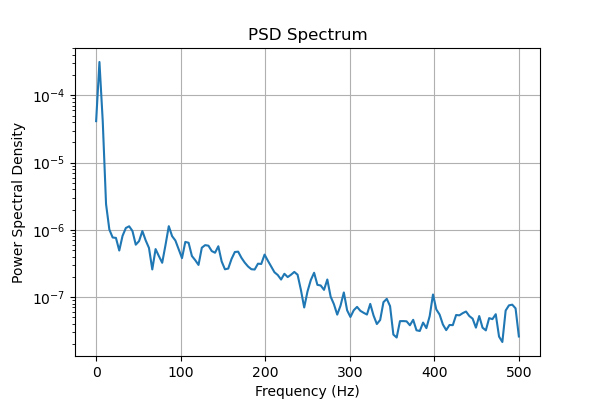 PSD Spectrum
Power Spectral Density
10⁻⁴
10⁻⁵
10⁻⁶
10⁻⁷
0 100 200 300 400 500
Frequency (Hz)